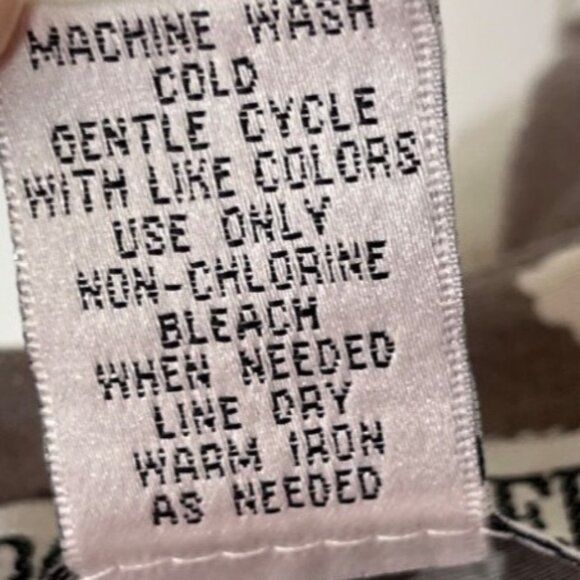 MACHINE WASH
COLD
GENTLE CYCLE
WITH LIKE COLORS
USE ONLY
NON-CHLORINE
BLEACH
WHEN NEEDED
LINE DRY
WARM IRON
AS NEEDED